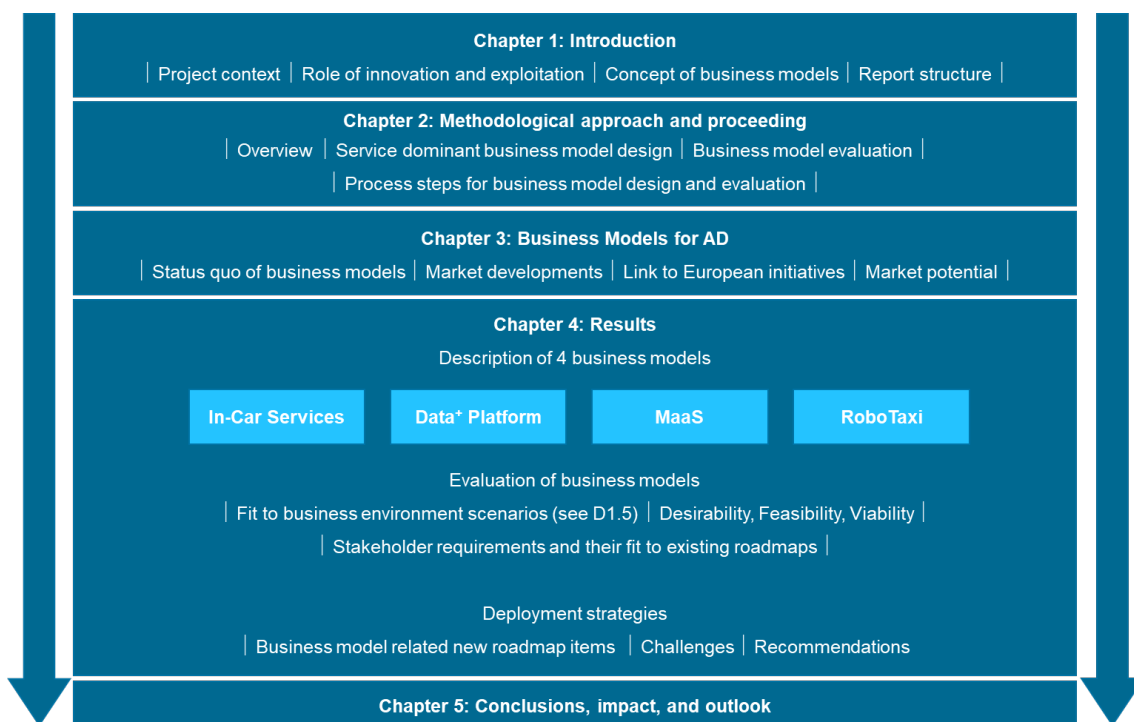 Chapter 1: Introduction
| Project context | Role of innovation and exploitation | Concept of business models | Report structure |
Chapter 2: Methodological approach and proceeding
| Overview | Service dominant business model design | Business model evaluation |
| Process steps for business model design and evaluation |
Chapter 3: Business Models for AD
| Status quo of business models | Market developments | Link to European initiatives | Market potential |
Chapter 4: Results
Description of 4 business models
In-Car Services
Data⁺ Platform
MaaS
RoboTaxi
Evaluation of business models
| Fit to business environment scenarios (see D1.5) | Desirability, Feasibility, Viability |
| Stakeholder requirements and their fit to existing roadmaps |
Deployment strategies
| Business model related new roadmap items | Challenges | Recommendations
Chapter 5: Conclusions, impact, and outlook